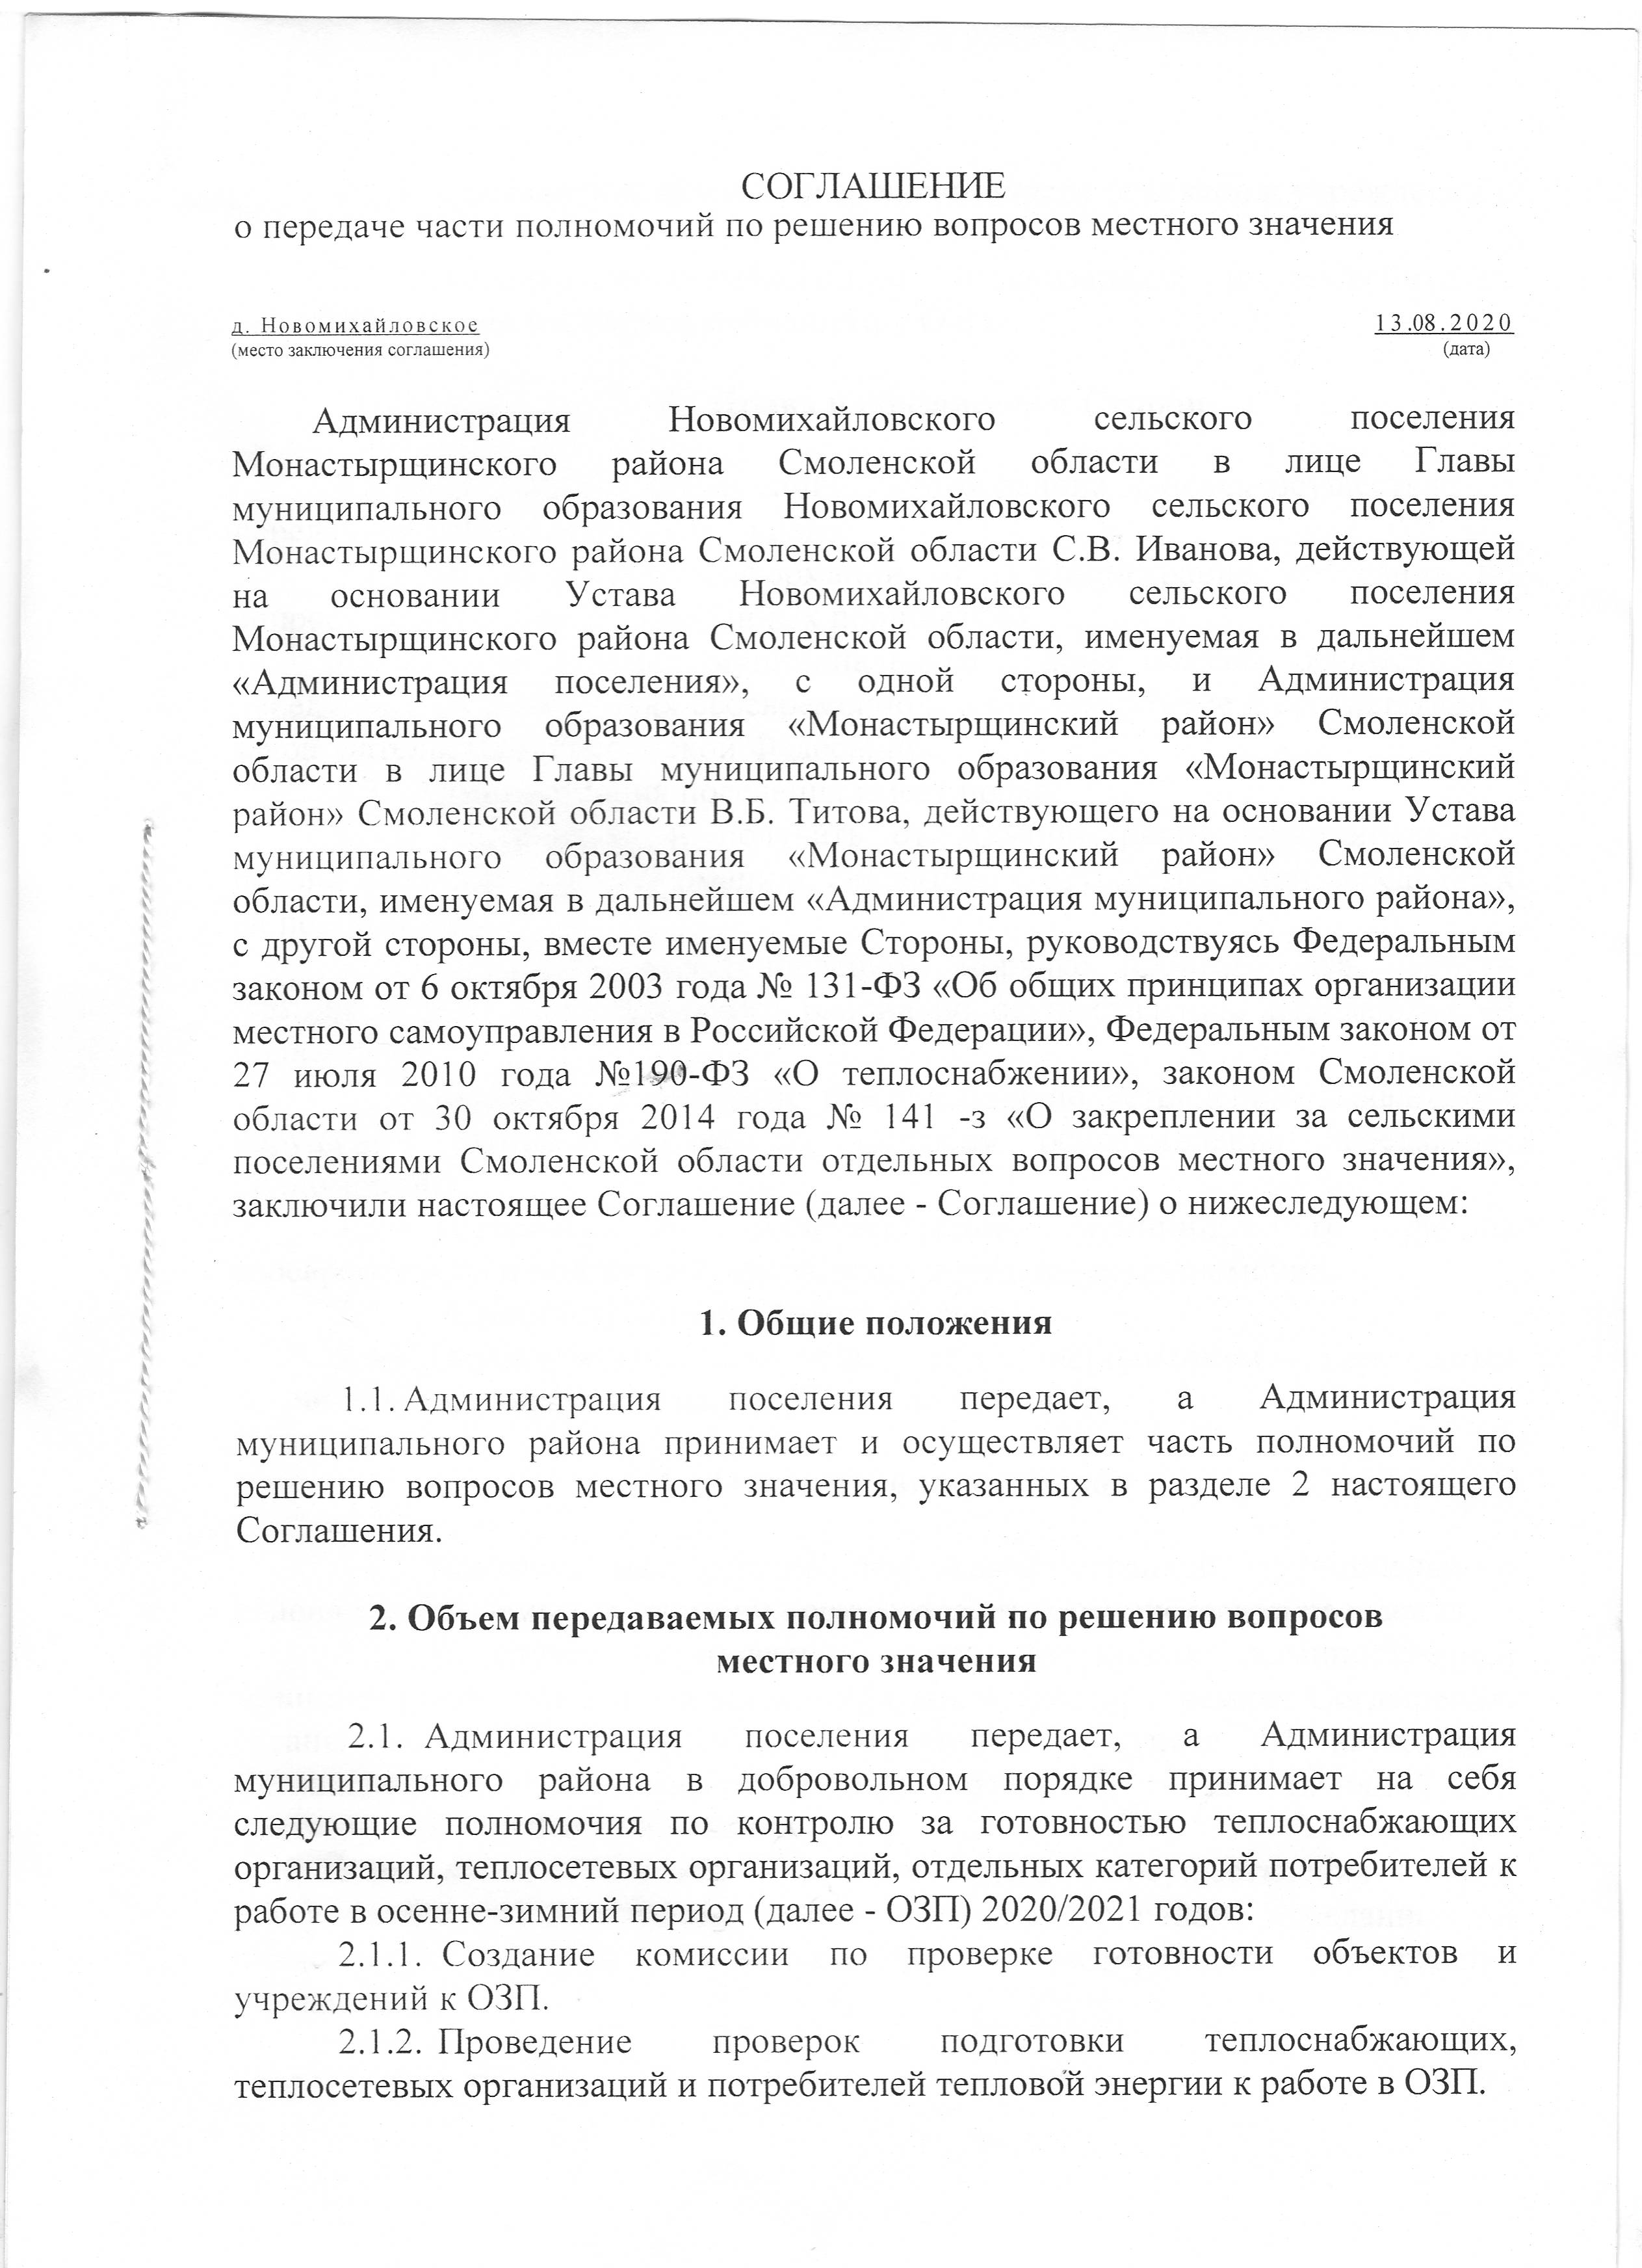 СОГЛАШЕНИЕ
о передаче части полномочий по решению вопросов местного значения
д. Новомихайловское 13.08.2020
(место заключения соглашения) (дата)
Администрация Новомихайловского сельского поселения
Монастырщинского района Смоленской области в лице Главы
муниципального образования Новомихайловского сельского поселения
Монастырщинского района Смоленской области С.В. Иванова, действующей
на основании Устава Новомихайловского сельского поселения
Монастырщинского района Смоленской области, именуемая в дальнейшем
«Администрация поселения», с одной стороны, и Администрация
муниципального образования «Монастырщинский район» Смоленской
области в лице Главы муниципального образования «Монастырщинский
район» Смоленской области В.Б. Титова, действующего на основании Устава
муниципального образования «Монастырщинский район» Смоленской
области, именуемая в дальнейшем «Администрация муниципального района»,
с другой стороны, вместе именуемые Стороны, руководствуясь Федеральным
законом от 6 октября 2003 года № 131-ФЗ «Об общих принципах организации
местного самоуправления в Российской Федерации», Федеральным законом от
27 июля 2010 года №190-ФЗ «О теплоснабжении», законом Смоленской
области от 30 октября 2014 года № 141 -з «О закреплении за сельскими
поселениями Смоленской области отдельных вопросов местного значения»,
заключили настоящее Соглашение (далее - Соглашение) о нижеследующем:
1. Общие положения
1.1. Администрация поселения передает, а Администрация
муниципального района принимает и осуществляет часть полномочий по
решению вопросов местного значения, указанных в разделе 2 настоящего
Соглашения.
2. Объем передаваемых полномочий по решению вопросов
местного значения
2.1. Администрация поселения передает, а Администрация
муниципального района в добровольном порядке принимает на себя
следующие полномочия по контролю за готовностью теплоснабжающих
организаций, теплосетевых организаций, отдельных категорий потребителей к
работе в осенне-зимний период (далее - ОЗП) 2020/2021 годов:
2.1.1. Создание комиссии по проверке готовности объектов и
учреждений к ОЗП.
2.1.2. Проведение проверок подготовки теплоснабжающих,
теплосетевых организаций и потребителей тепловой энергии к работе в ОЗП.